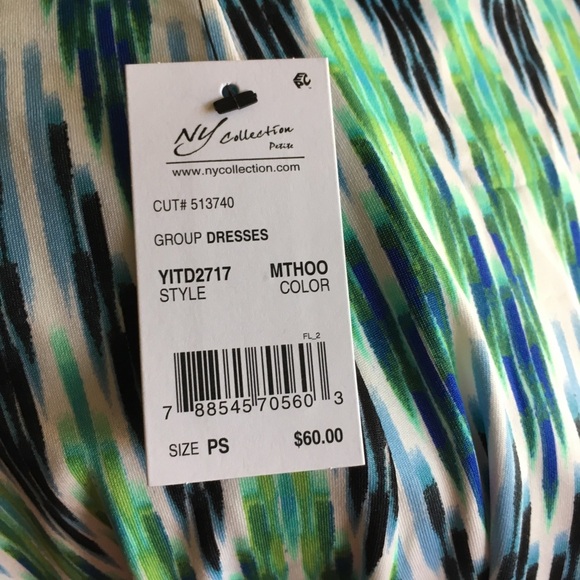 NY Collection
Petite
www.nycollection.com
CUT# 513740
GROUP DRESSES
YITD2717 MTHOO
STYLE COLOR
FL_2
7 88545 70560 3
SIZE PS $60.00